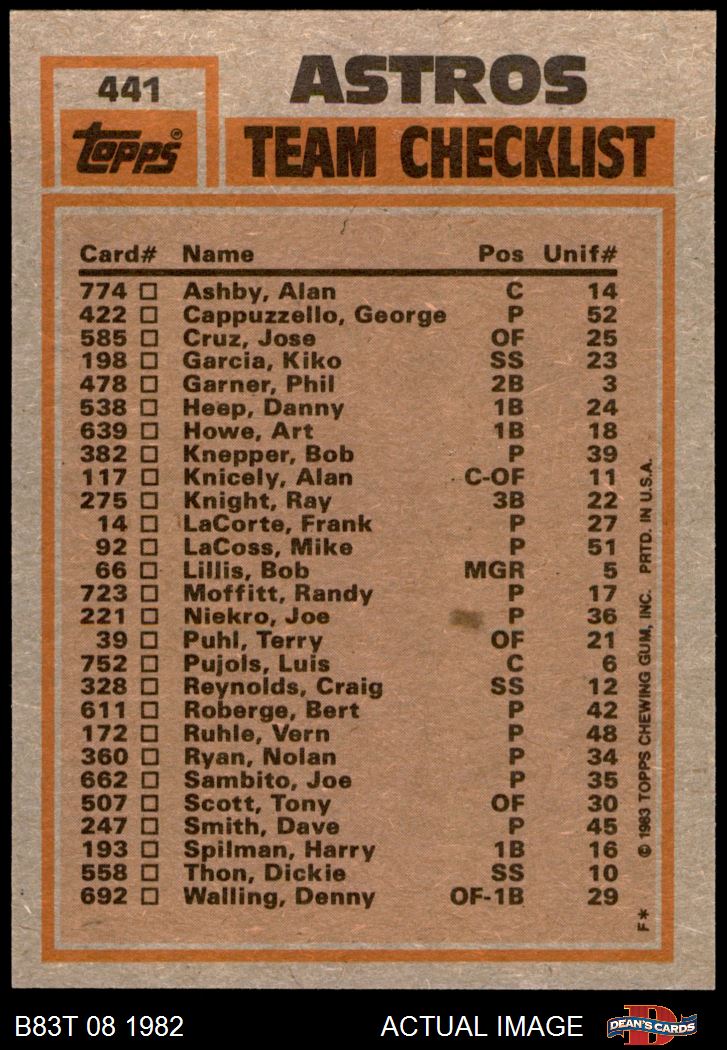 441
ASTROS
Topps®
TEAM CHECKLIST
Card# Name Pos Unif#
774 Ashby, Alan C 14
422 Cappuzzello, George P 52
585 Cruz, Jose OF 25
198 Garcia, Kiko SS 23
478 Garner, Phil 2B 3
538 Heep, Danny 1B 24
639 Howe, Art 1B 18
382 Knepper, Bob P 39
117 Knicely, Alan C-OF 11
275 Knight, Ray 3B 22
14 LaCorte, Frank P 27
92 LaCoss, Mike P 51
66 Lillis, Bob MGR 5
723 Moffitt, Randy P 17
221 Niekro, Joe P 36
39 Puhl, Terry OF 21
752 Pujols, Luis C 6
328 Reynolds, Craig SS 12
611 Roberge, Bert P 42
172 Ruhle, Vern P 48
360 Ryan, Nolan P 34
662 Sambito, Joe P 35
507 Scott, Tony OF 30
247 Smith, Dave P 45
193 Spilman, Harry 1B 16
558 Thon, Dickie SS 10
692 Walling, Denny OF-1B 29
F* © 1983 TOPPS CHEWING GUM, INC. PRTD. IN U.S.A.
B83T 08 1982 ACTUAL IMAGE
D
DEAN'S CARDS